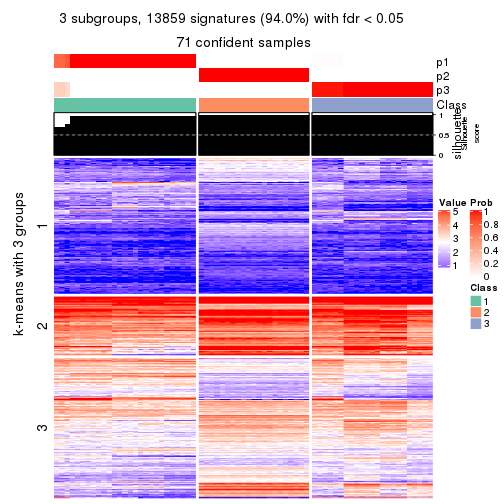 3 subgroups, 13859 signatures (94.0%) with fdr < 0.05
71 confident samples
p1
p2
p3
Class
1
0.5
0
silhouette
Silhouette
score
k-means with 3 groups
1
2
3
Value
5
4
3
2
1
Prob
1
0.8
0.6
0.4
0.2
0
Class
1
2
3